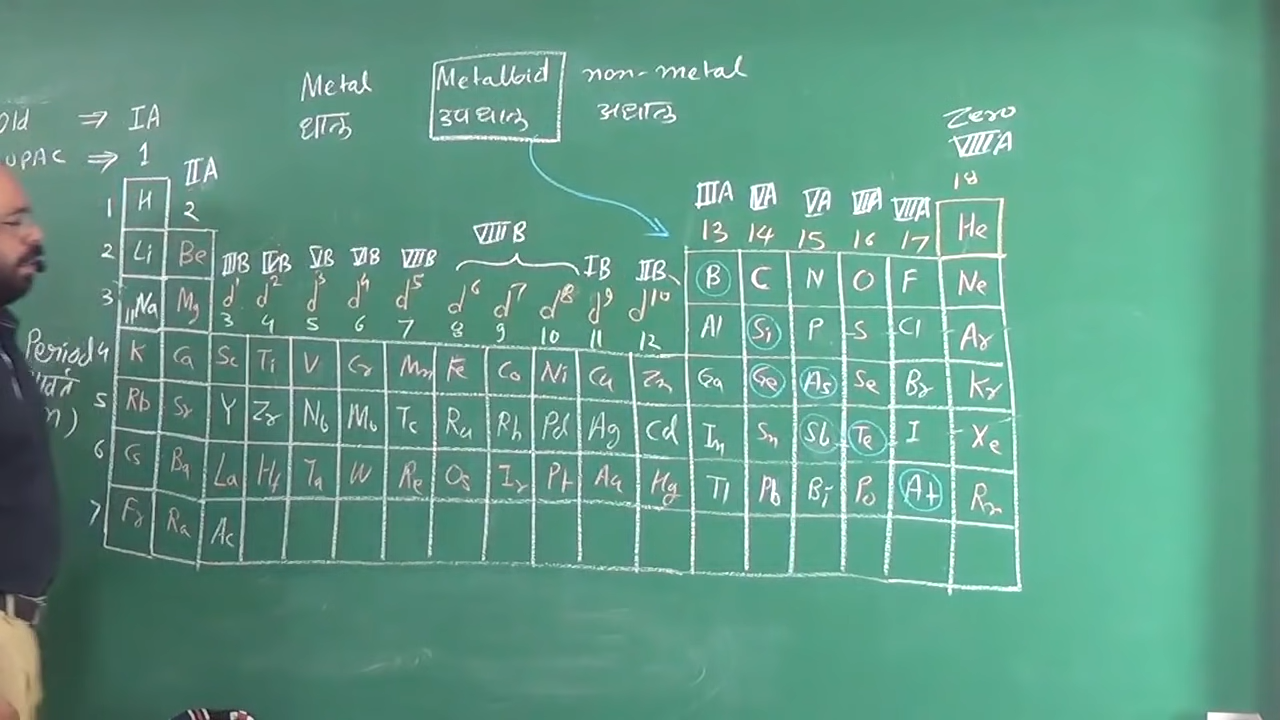 Metal Metalloid non-metal
धातु उपधातु अधातु
Old ⇒ IA Zero
UPAC ⇒ 1 VIIIA
IIA 18
1 H 2 IIIA VA VA VIA VIIA He
13 14 15 16 17
VIIIB
2 Li Be IIIB IVB VB VIB VIIB IB IIB B C N O F Ne
3 11Na Mg d¹ d² d³ d⁴ d⁵ d⁶ d⁷ d⁸ d⁹ d¹⁰ Al Si P S Cl Ar
3 4 5 6 7 8 9 10 11 12
Period 4 K Ca Sc Ti V Cr Mn Fe Co Ni Cu Zn Ga Ge As Se Br Kr
5 Rb Sr Y Zr Nb Mo Tc Ru Rh Pd Ag Cd In Sn Sb Te I Xe
6 Cs Ba La Hf Ta W Re Os Ir Pt Au Hg Tl Pb Bi Po At Rn
7 Fr Ra Ac